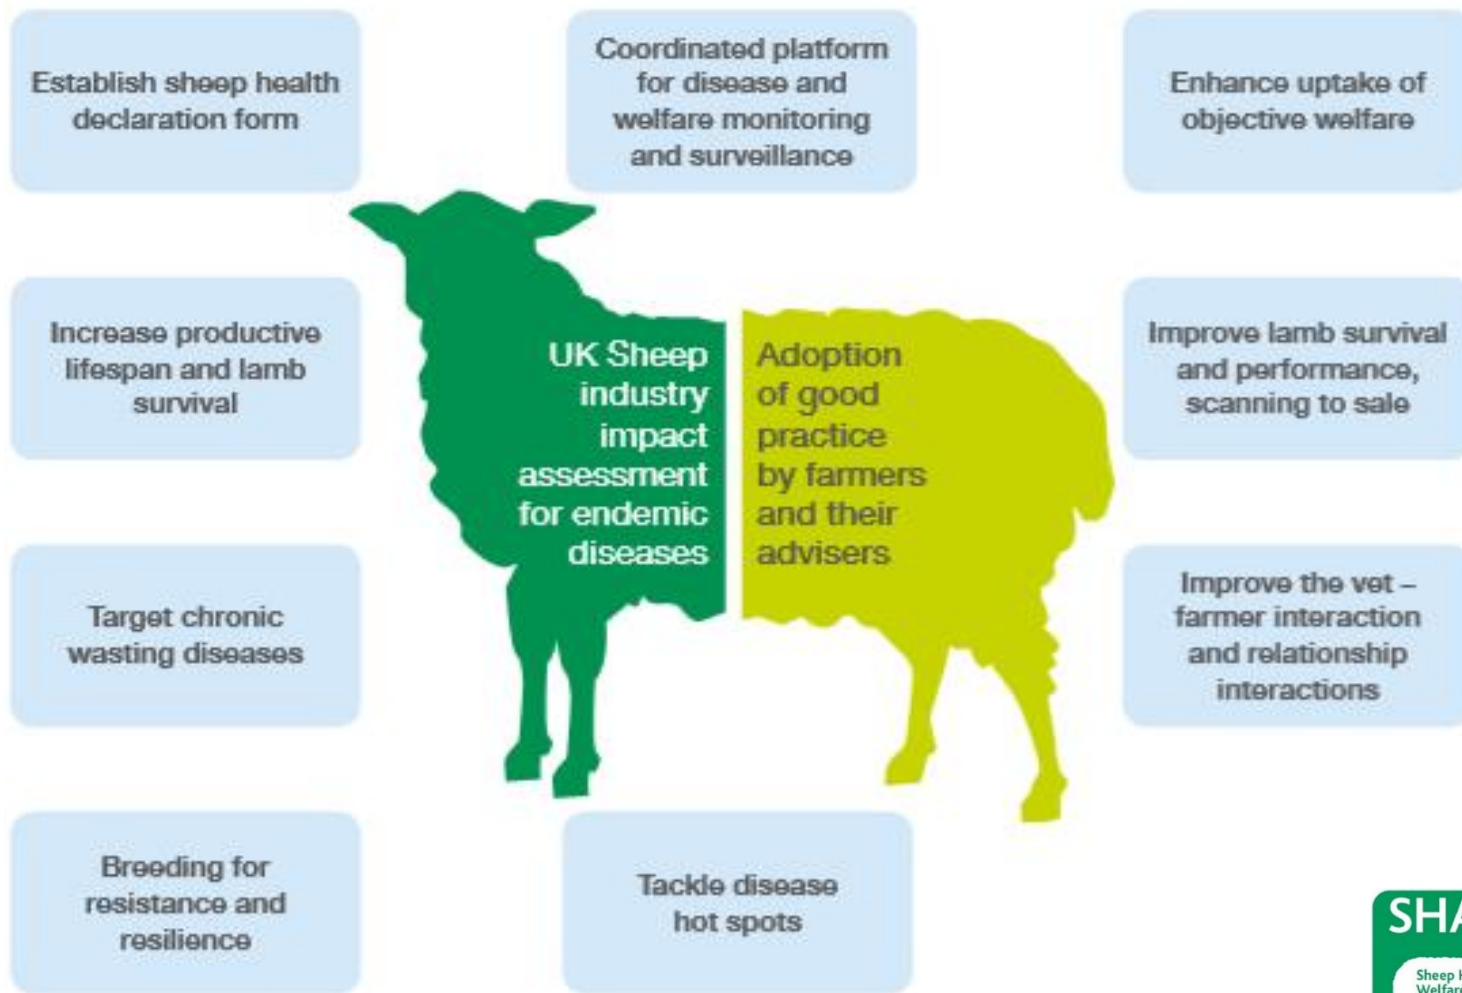 Establish sheep health
declaration form
Coordinated platform
for disease and
welfare monitoring
and surveillance
Enhance uptake of
objective welfare
Increase productive
lifespan and lamb
survival
UK Sheep
industry
impact
assessment
for endemic
diseases
Adoption
of good
practice
by farmers
and their
advisers
Improve lamb survival
and performance,
scanning to sale
Target chronic
wasting diseases
Improve the vet –
farmer interaction
and relationship
interactions
Breeding for
resistance and
resilience
Tackle disease
hot spots
Sheep